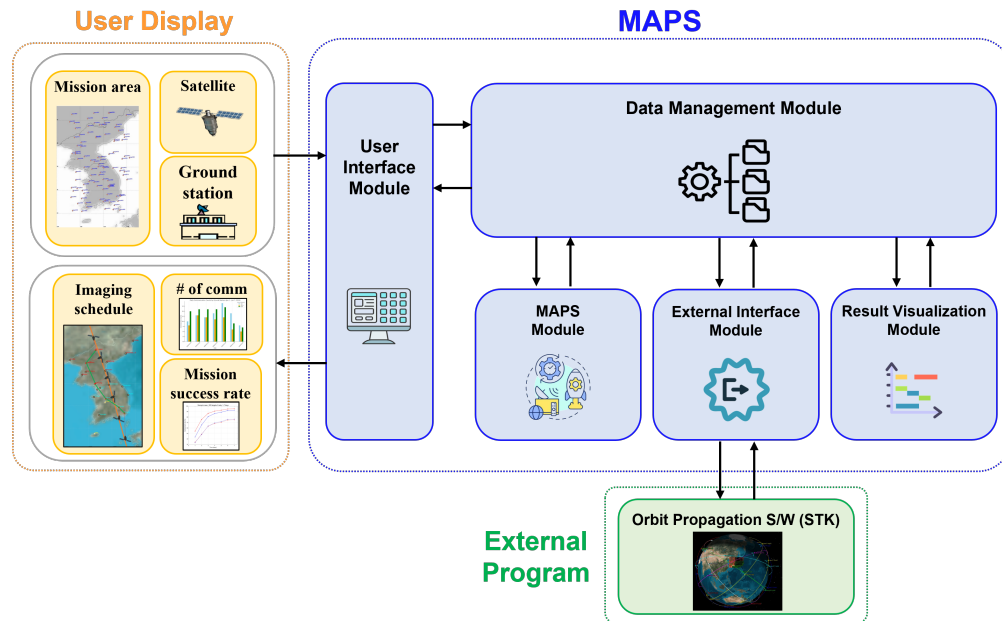 User Display
MAPS
Mission area
Satellite
Ground
station
Imaging
schedule
# of comm
Mission
success rate
User
Interface
Module
Data Management Module
MAPS
Module
External Interface
Module
Result Visualization
Module
External
Program
Orbit Propagation S/W (STK)